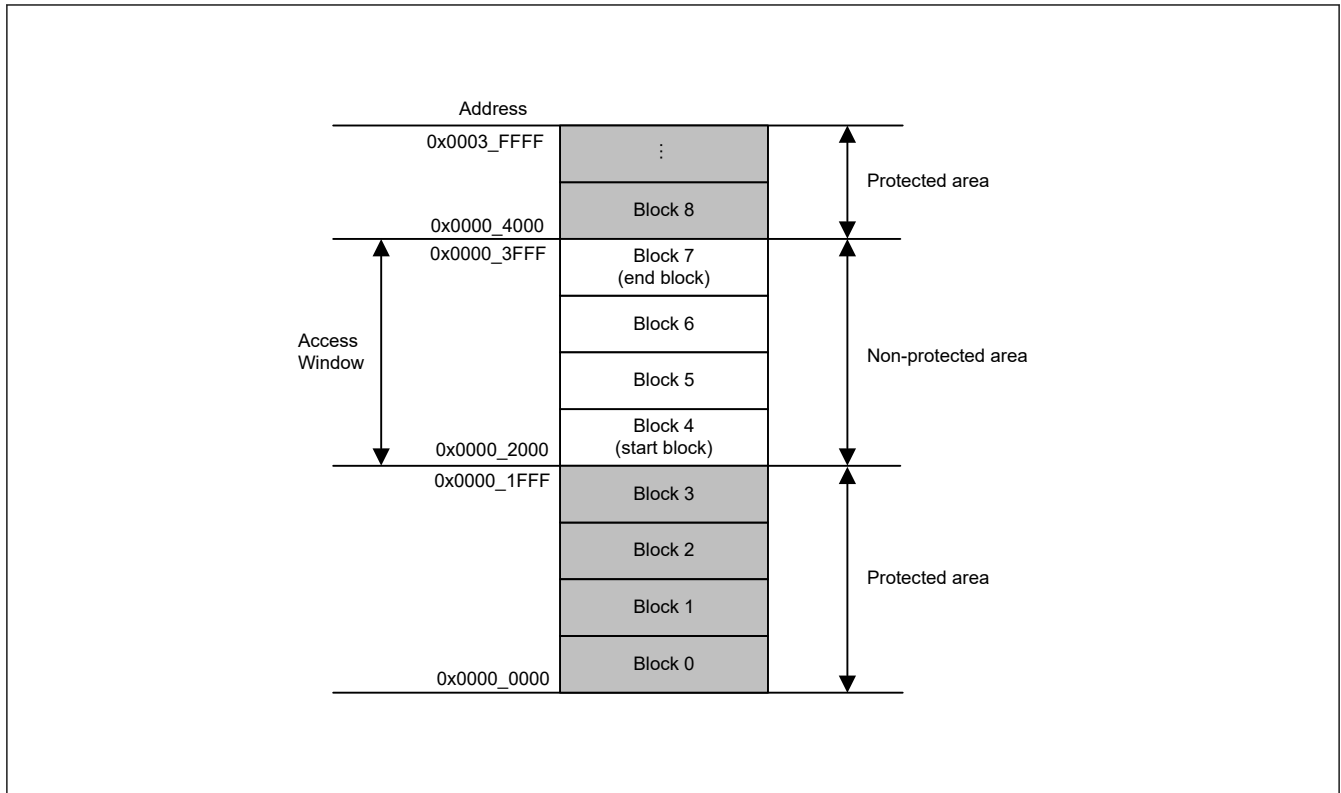 Address
0x0003_FFFF
⋮
Protected area
Block 8
0x0000_4000
0x0000_3FFF
Block 7
(end block)
Block 6
Access
Window
Non-protected area
Block 5
Block 4
(start block)
0x0000_2000
0x0000_1FFF
Block 3
Block 2
Protected area
Block 1
Block 0
0x0000_0000